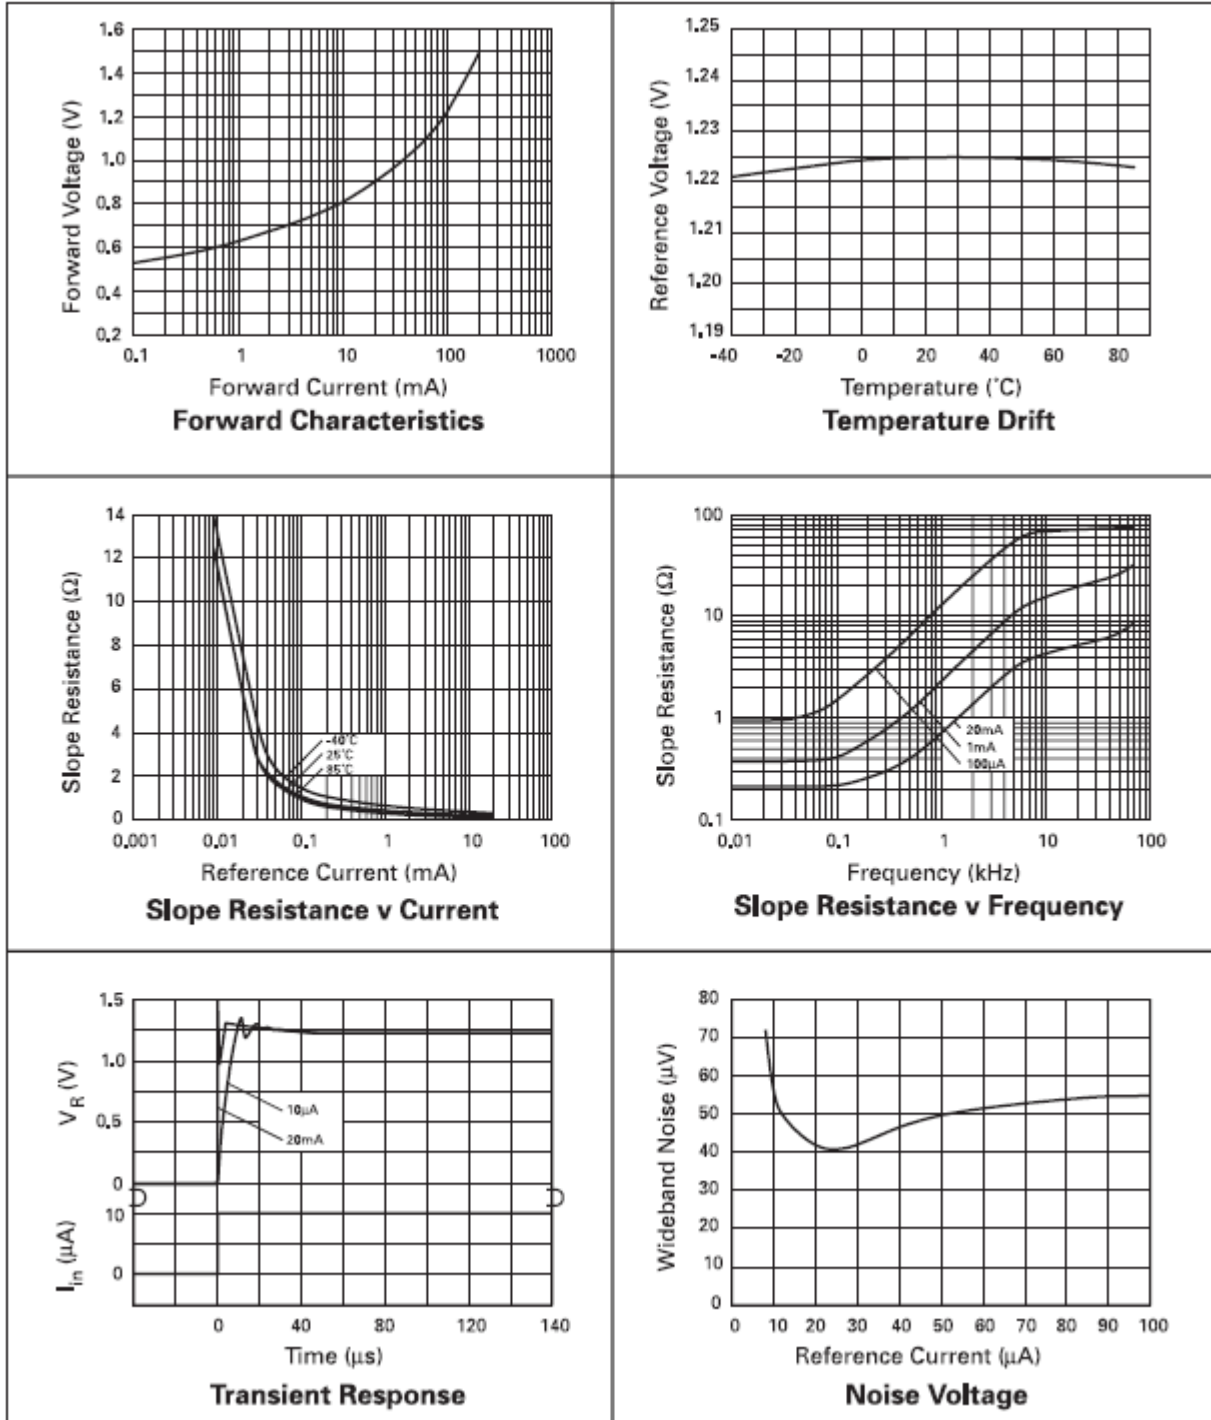 1.6
1.4
1.2
1.0
0.8
0.6
0.4
0.2
Forward Voltage (V)
0.1 1 10 100 1000
Forward Current (mA)
Forward Characteristics
1.25
1.24
1.23
1.22
1.21
1.20
1.19
Reference Voltage (V)
-40 -20 0 20 40 60 80
Temperature (˚C)
Temperature Drift
14
12
10
8
6
4
2
0
Slope Resistance (Ω)
-40˚C
25˚C
85˚C
0.001 0.01 0.1 1 10 100
Reference Current (mA)
Slope Resistance v Current
100
10
1
0.1
Slope Resistance (Ω)
20mA
1mA
100µA
0.01 0.1 1 10 100
Frequency (kHz)
Slope Resistance v Frequency
1.5
1.0
0.5
0
VR (V)
10µA
20mA
10
0
Iin (µA)
0 40 80 120 140
Time (µs)
Transient Response
80
70
60
50
40
30
20
10
0
Wideband Noise (µV)
0 10 20 30 40 50 60 70 80 90 100
Reference Current (µA)
Noise Voltage